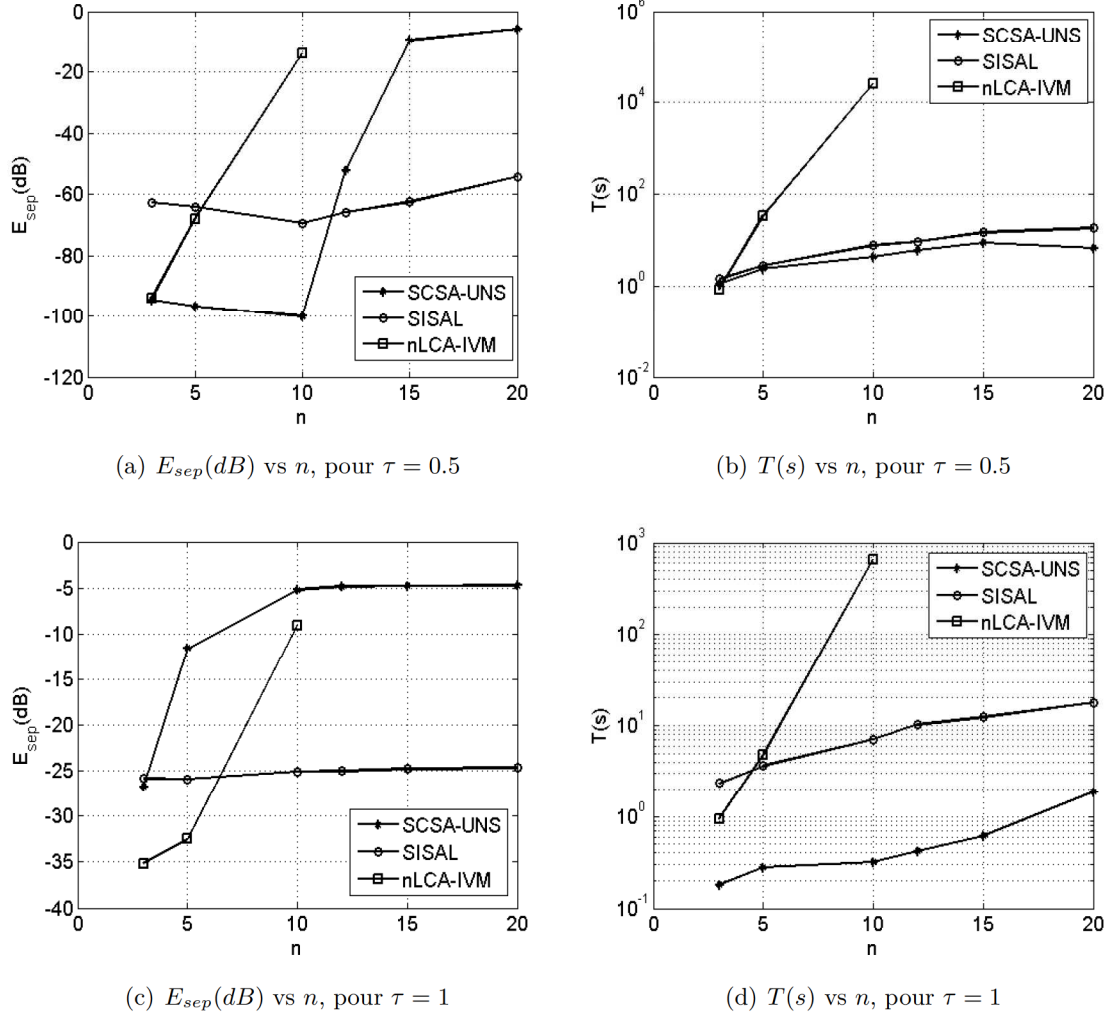 0
-20
-40
-60
-80
-100
-120
E_sep(dB)
0 5 10 15 20
n
SCSA-UNS
SISAL
nLCA-IVM
(a) E_sep(dB) vs n, pour τ = 0.5
10^6
10^4
10^2
10^0
10^-2
T(s)
0 5 10 15 20
n
SCSA-UNS
SISAL
nLCA-IVM
(b) T(s) vs n, pour τ = 0.5
0
-5
-10
-15
-20
-25
-30
-35
-40
E_sep(dB)
0 5 10 15 20
n
SCSA-UNS
SISAL
nLCA-IVM
(c) E_sep(dB) vs n, pour τ = 1
10^3
10^2
10^1
10^0
10^-1
T(s)
0 5 10 15 20
n
SCSA-UNS
SISAL
nLCA-IVM
(d) T(s) vs n, pour τ = 1